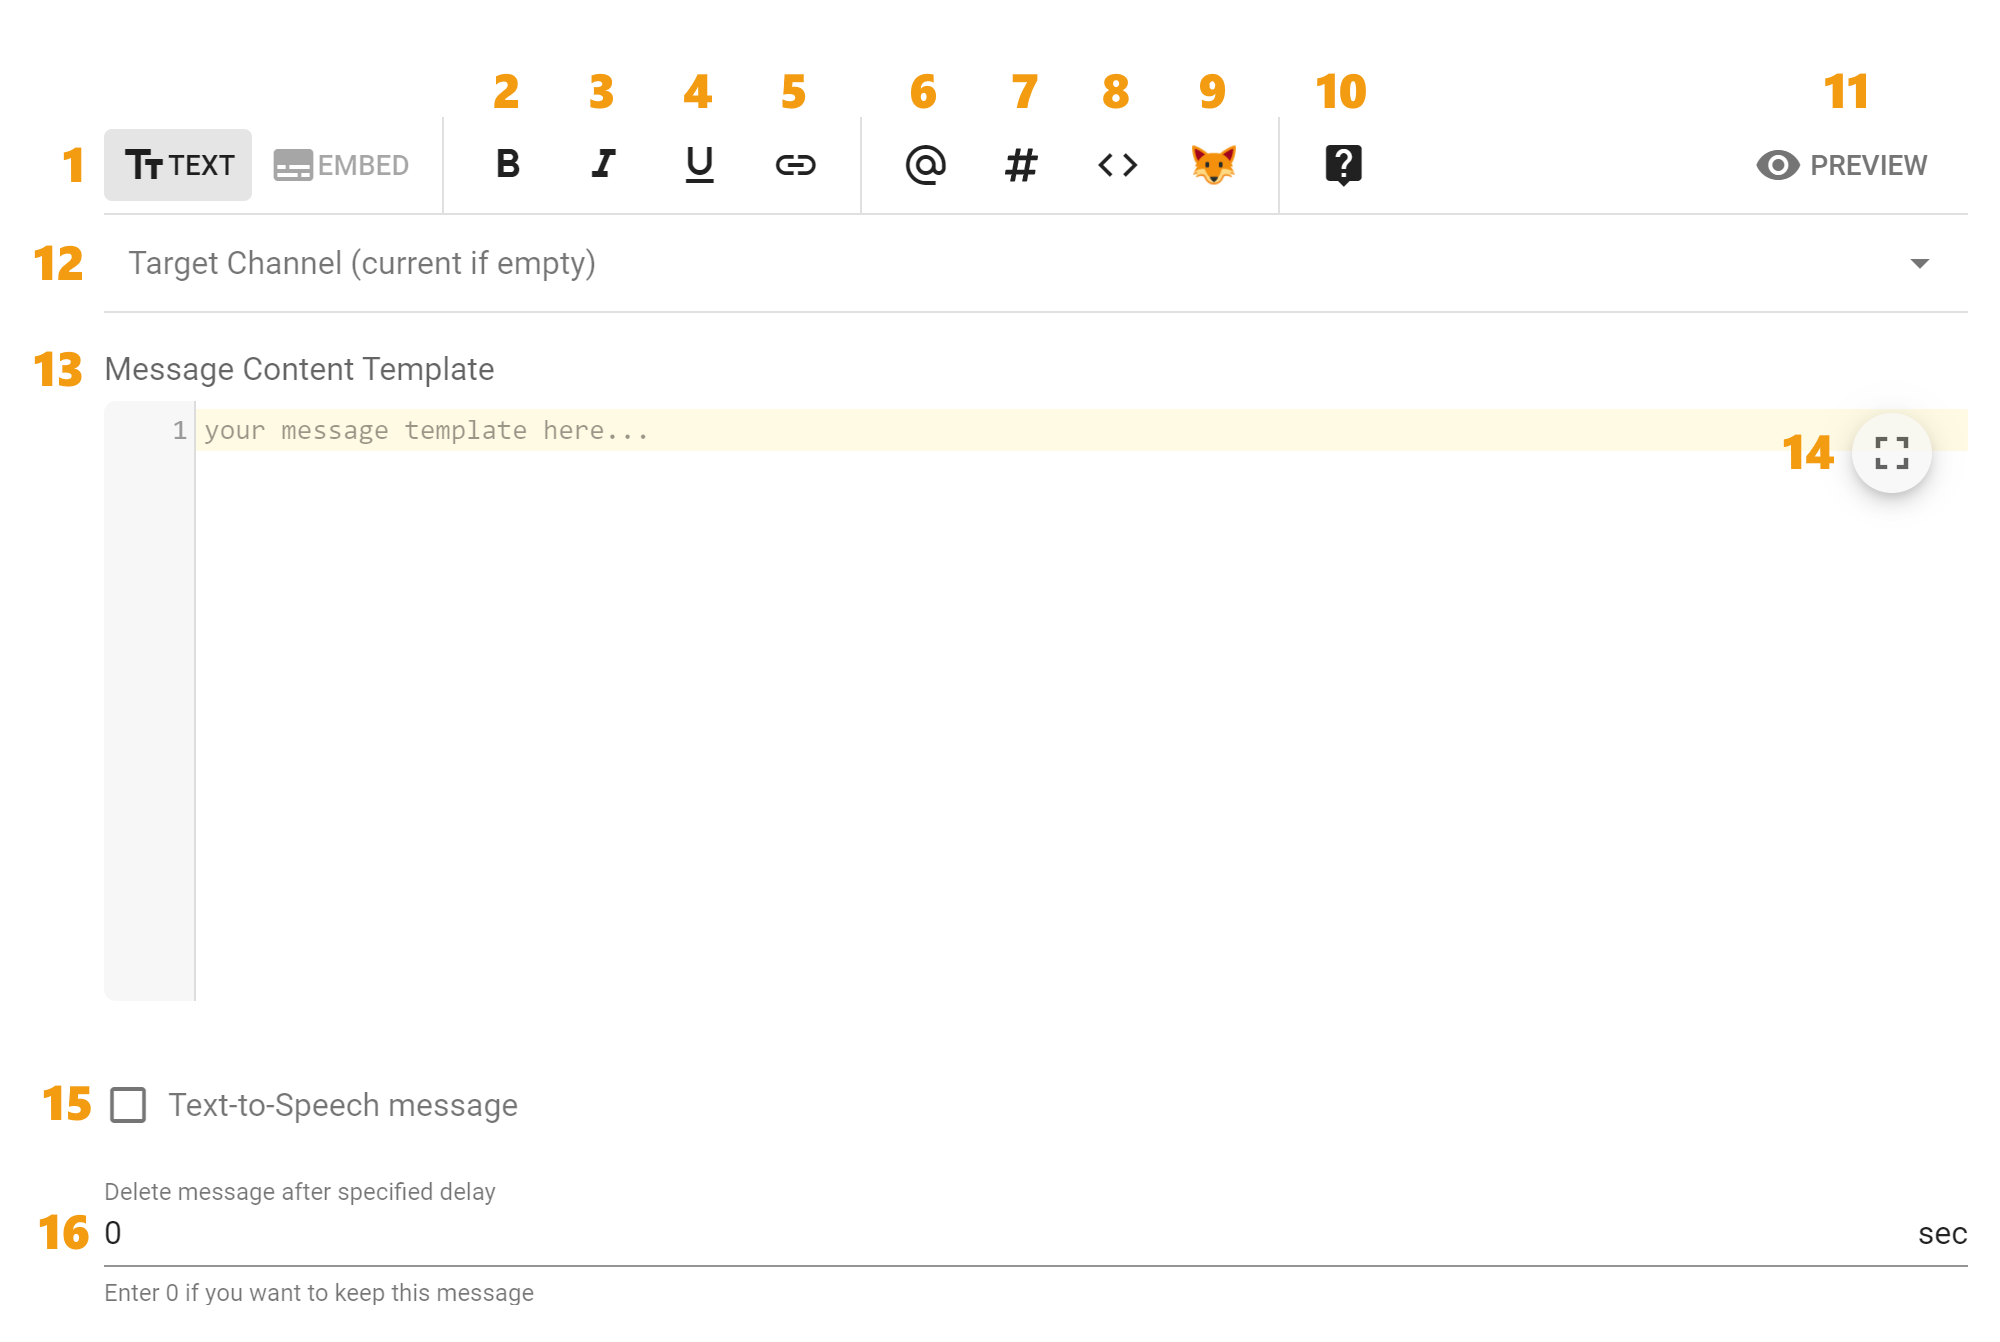 2 3 4 5 6 7 8 9 10 11
1 TT TEXT EMBED B I U @ # <> ? PREVIEW
12 Target Channel (current if empty)
13 Message Content Template
1 your message template here...
14
15 Text-to-Speech message
Delete message after specified delay
16 0 sec
Enter 0 if you want to keep this message